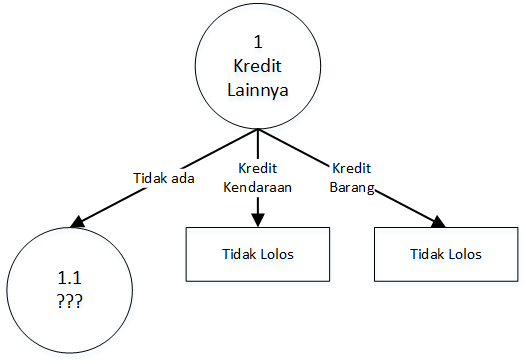 1
Kredit
Lainnya
Tidak ada
Kredit
Kendaraan
Kredit
Barang
1.1
???
Tidak Lolos
Tidak Lolos